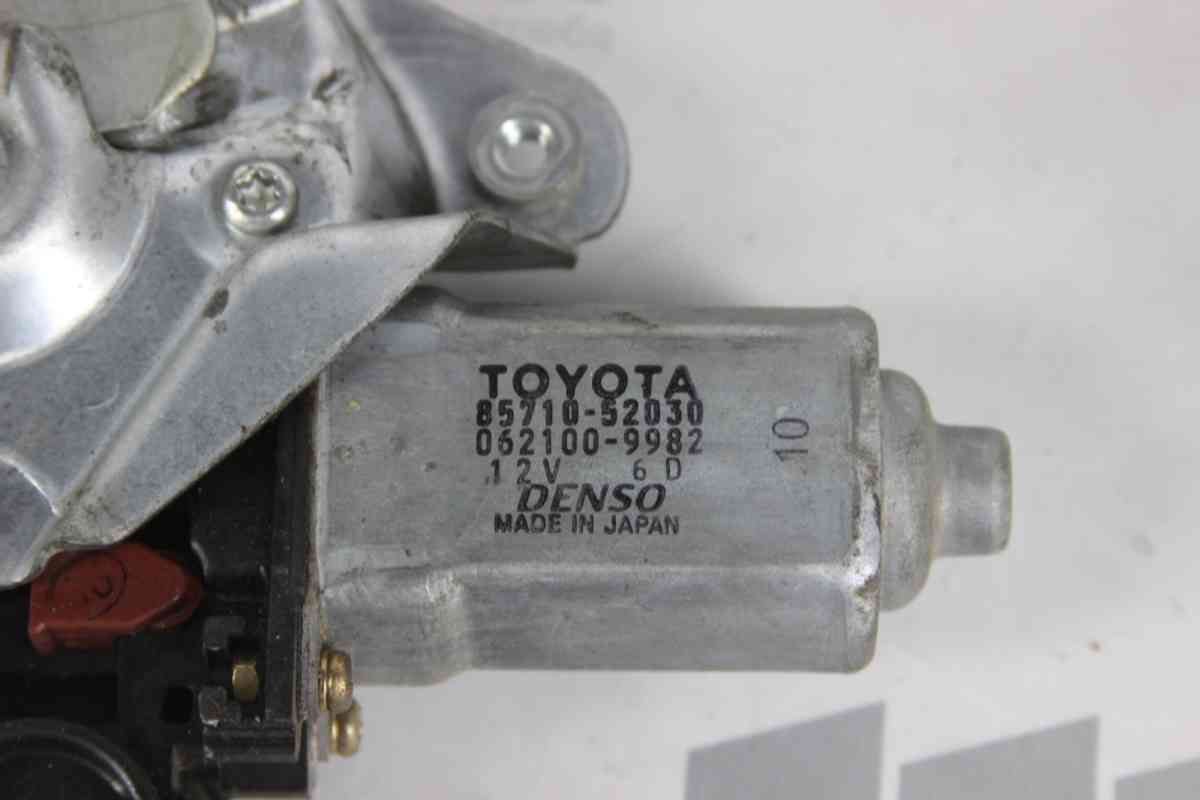 TOYOTA
85710-52030
062100-9982
12V 6D
DENSO
MADE IN JAPAN
10